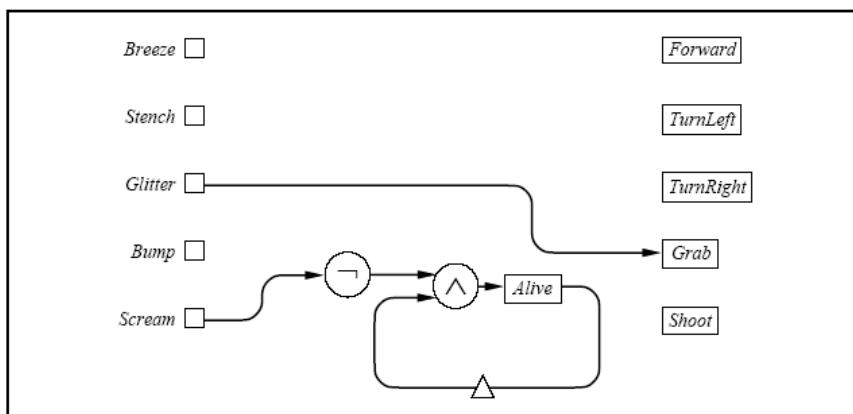 Breeze
Forward
Stench
TurnLeft
Glitter
TurnRight
Bump
¬
∧
Alive
Grab
Scream
Shoot